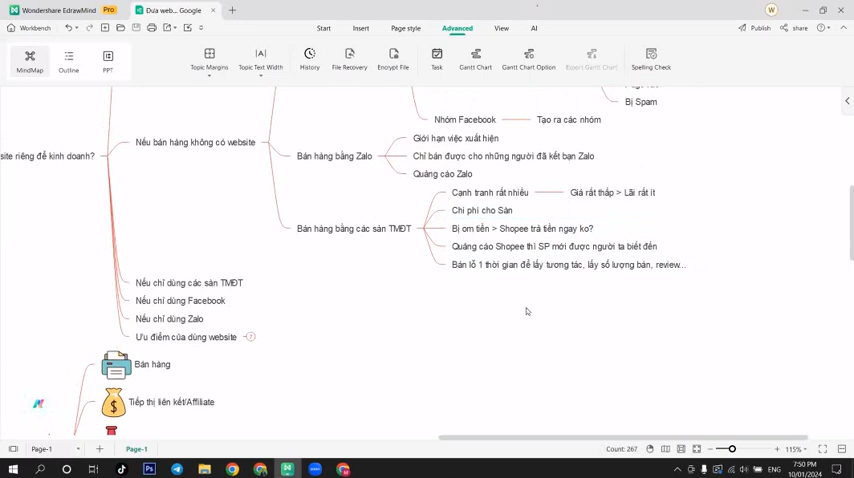 Wondershare EdrawMind Pro Đưa web... Google
Workbench Start Insert Page style Advanced View AI Publish share
MindMap Outline PPT Topic Margins Topic Text Width History File Recovery Encrypt File Task Gantt Chart Gantt Chart Option Export Gantt Chart Spelling Check
Bị Spam
Nhóm Facebook Tạo ra các nhóm
Giới hạn việc xuất hiện
Nếu bán hàng không có website
site riêng để kinh doanh? Bán hàng bằng Zalo Chỉ bán được cho những người đã kết bạn Zalo
Quảng cáo Zalo
Cạnh tranh rất nhiều Giá rất thấp > Lãi rất ít
Chi phí cho Sàn
Bán hàng bằng các sàn TMĐT Bị om tiền > Shopee trả tiền ngay ko?
Quảng cáo Shopee thì SP mới được người ta biết đến
Bán lỗ 1 thời gian để lấy tương tác, lấy số lượng bán, review...
Nếu chỉ dùng các sàn TMĐT
Nếu chỉ dùng Facebook
Nếu chỉ dùng Zalo
Ưu điểm của dùng website 7
Bán hàng
Tiếp thị liên kết/Affiliate
Page-1 Page-1 Count: 267 115%
ENG 7:50 PM
10/01/2024